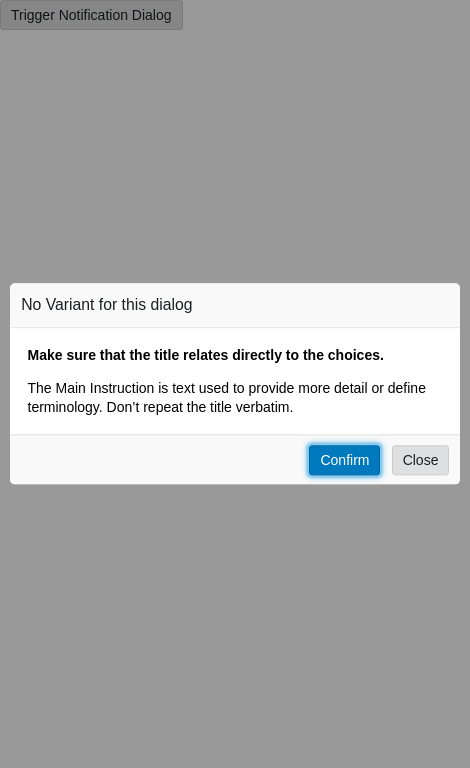 Trigger Notification Dialog
No Variant for this dialog
Make sure that the title relates directly to the choices.
The Main Instruction is text used to provide more detail or define
terminology. Don’t repeat the title verbatim.
Confirm
Close